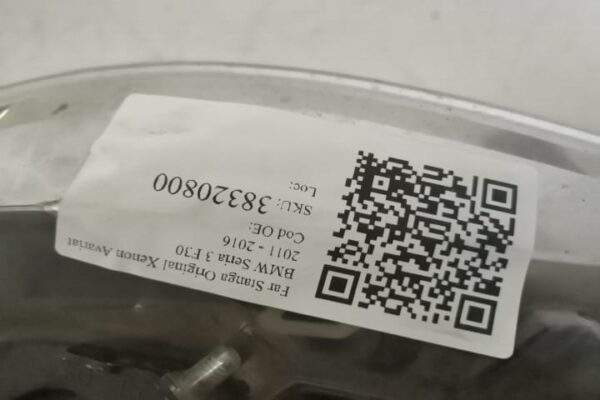 Far Stanga Original Xenon Avariat
BMW Seria 3 F30
2011 - 2016
Cod OE:
SKU: 38320800
Loc: